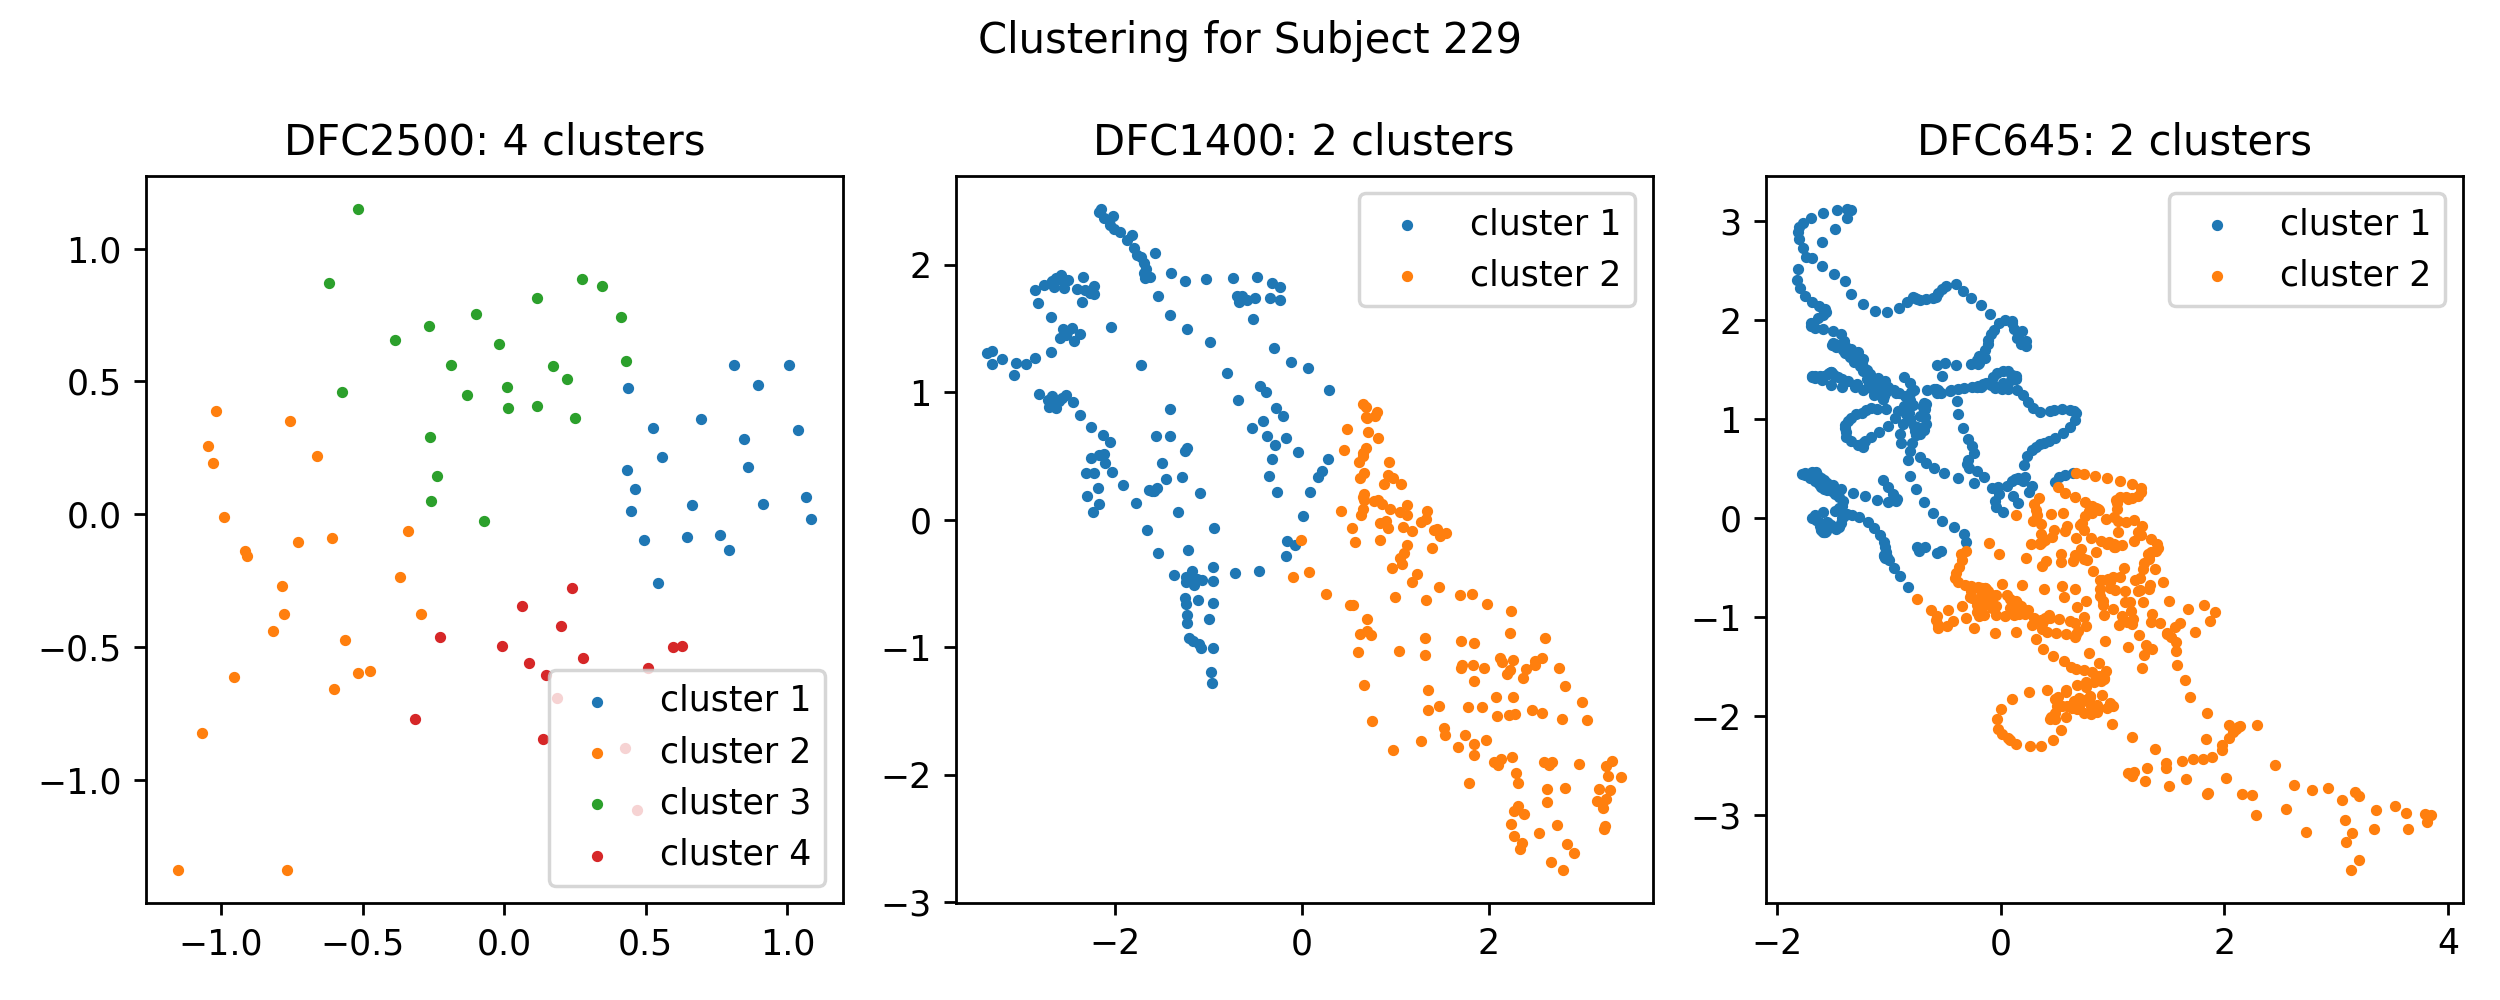 Clustering for Subject 229
DFC2500: 4 clusters
1.0
0.5
0.0
−0.5
−1.0
−1.0
−0.5
0.0
0.5
1.0
cluster 1
cluster 2
cluster 3
cluster 4
DFC1400: 2 clusters
2
1
0
−1
−2
−3
−2
0
2
cluster 1
cluster 2
DFC645: 2 clusters
3
2
1
0
−1
−2
−3
−2
0
2
4
cluster 1
cluster 2